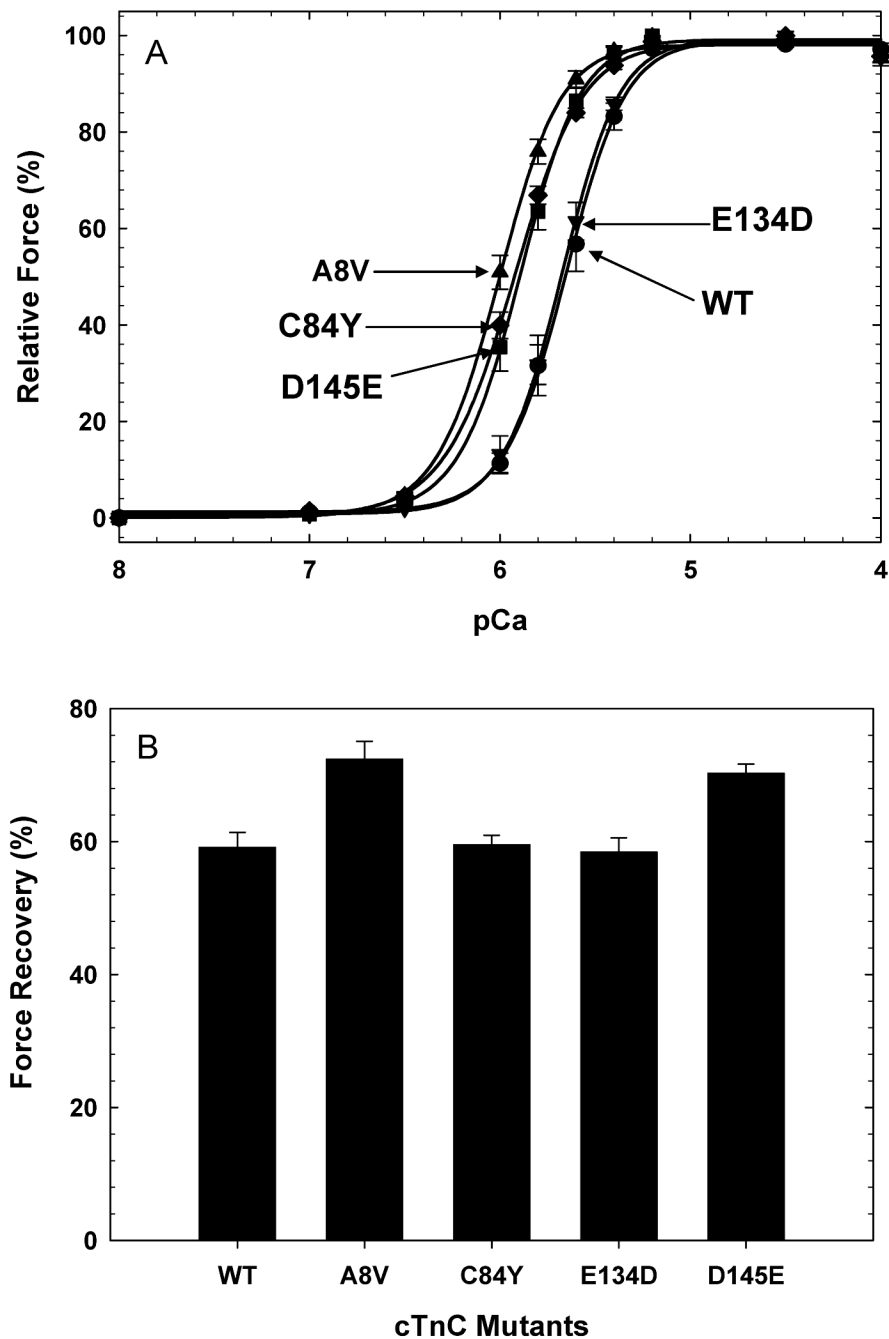 A
Relative Force (%)
100
80
60
40
20
0
A8V
C84Y
D145E
E134D
WT
8
7
6
5
4
pCa
B
Force Recovery (%)
80
60
40
20
0
WT
A8V
C84Y
E134D
D145E
cTnC Mutants